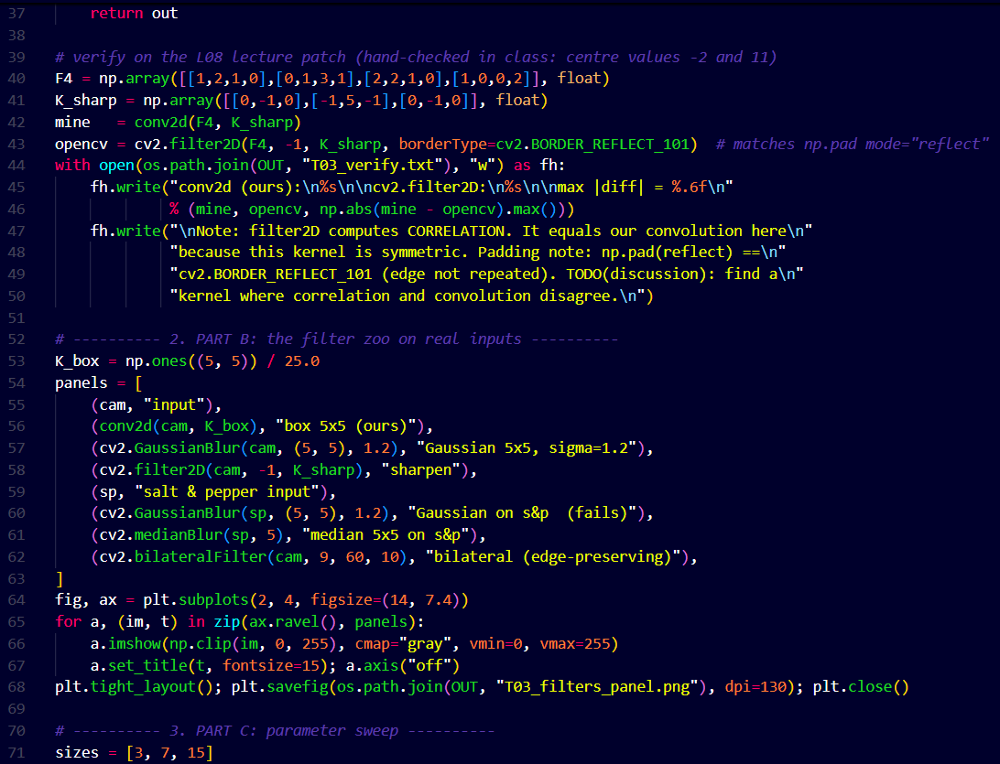 37 return out
38
39 # verify on the L08 lecture patch (hand-checked in class: centre values -2 and 11)
40 F4 = np.array([[1,2,1,0],[0,1,3,1],[2,2,1,0],[1,0,0,2]], float)
41 K_sharp = np.array([[0,-1,0],[-1,5,-1],[0,-1,0]], float)
42 mine   = conv2d(F4, K_sharp)
43 opencv = cv2.filter2D(F4, -1, K_sharp, borderType=cv2.BORDER_REFLECT_101)  # matches np.pad mode="reflect"
44 with open(os.path.join(OUT, "T03_verify.txt"), "w") as fh:
45     fh.write("conv2d (ours):\n%s\n\ncv2.filter2D:\n%s\n\nmax |diff| = %.6f\n"
46              % (mine, opencv, np.abs(mine - opencv).max()))
47     fh.write("\nNote: filter2D computes CORRELATION. It equals our convolution here\n"
48              "because this kernel is symmetric. Padding note: np.pad(reflect) ==\n"
49              "cv2.BORDER_REFLECT_101 (edge not repeated). TODO(discussion): find a\n"
50              "kernel where correlation and convolution disagree.\n")
51
52 # ---------- 2. PART B: the filter zoo on real inputs ----------
53 K_box = np.ones((5, 5)) / 25.0
54 panels = [
55     (cam, "input"),
56     (conv2d(cam, K_box), "box 5x5 (ours)"),
57     (cv2.GaussianBlur(cam, (5, 5), 1.2), "Gaussian 5x5, sigma=1.2"),
58     (cv2.filter2D(cam, -1, K_sharp), "sharpen"),
59     (sp, "salt & pepper input"),
60     (cv2.GaussianBlur(sp, (5, 5), 1.2), "Gaussian on s&p  (fails)"),
61     (cv2.medianBlur(sp, 5), "median 5x5 on s&p"),
62     (cv2.bilateralFilter(cam, 9, 60, 10), "bilateral (edge-preserving)"),
63 ]
64 fig, ax = plt.subplots(2, 4, figsize=(14, 7.4))
65 for a, (im, t) in zip(ax.ravel(), panels):
66     a.imshow(np.clip(im, 0, 255), cmap="gray", vmin=0, vmax=255)
67     a.set_title(t, fontsize=15); a.axis("off")
68 plt.tight_layout(); plt.savefig(os.path.join(OUT, "T03_filters_panel.png"), dpi=130); plt.close()
69
70 # ---------- 3. PART C: parameter sweep ----------
71 sizes = [3, 7, 15]